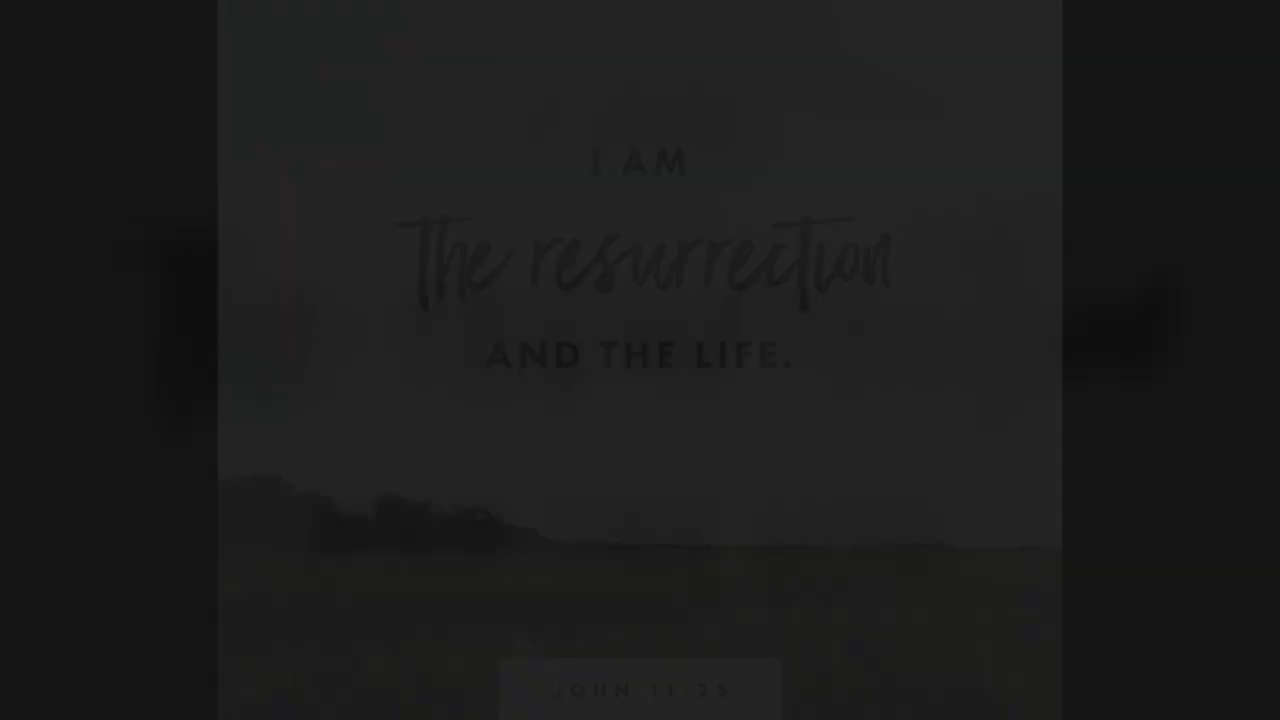 I AM
The resurrection
AND THE LIFE.
JOHN 11:25